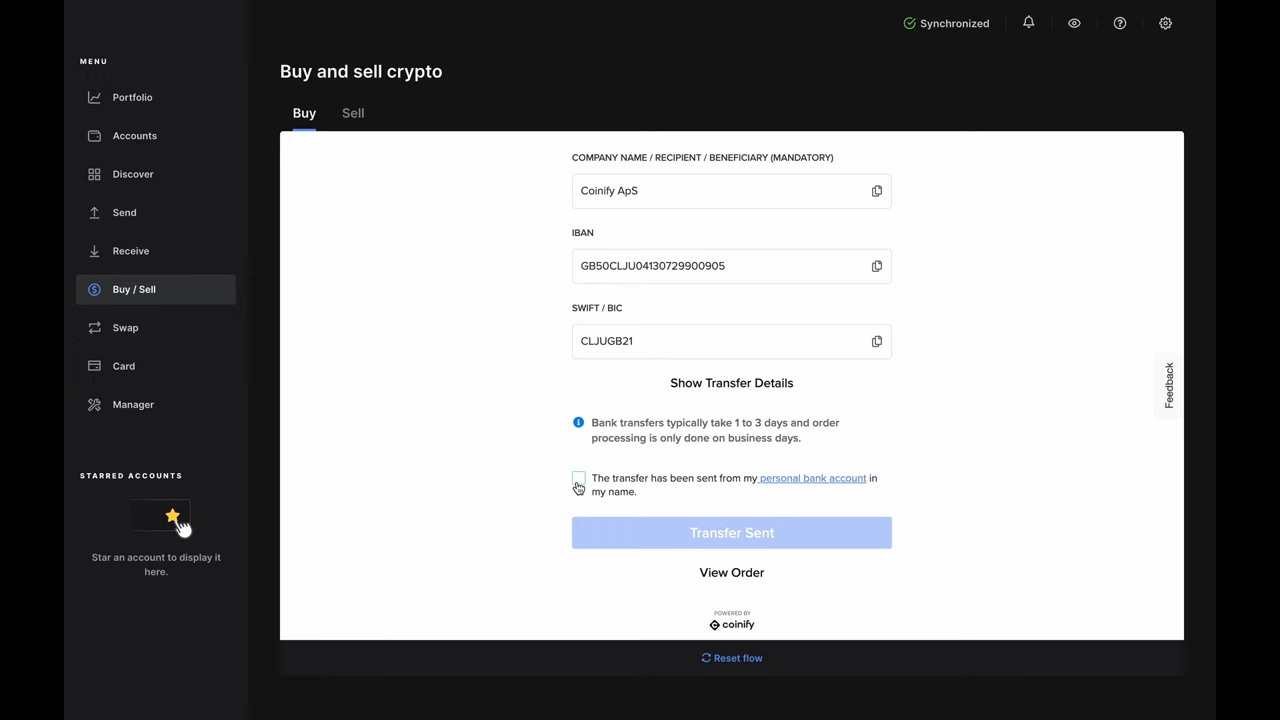 Synchronized
MENU
Portfolio
Accounts
Discover
Send
Receive
Buy / Sell
Swap
Card
Manager
STARRED ACCOUNTS
Star an account to display it
here.
Buy and sell crypto
Buy
Sell
COMPANY NAME / RECIPIENT / BENEFICIARY (MANDATORY)
Coinify ApS
IBAN
GB50CLJU04130729900905
SWIFT / BIC
CLJUGB21
Show Transfer Details
Bank transfers typically take 1 to 3 days and order
processing is only done on business days.
The transfer has been sent from my personal bank account in
my name.
Transfer Sent
View Order
POWERED BY
coinify
Reset flow
Feedback